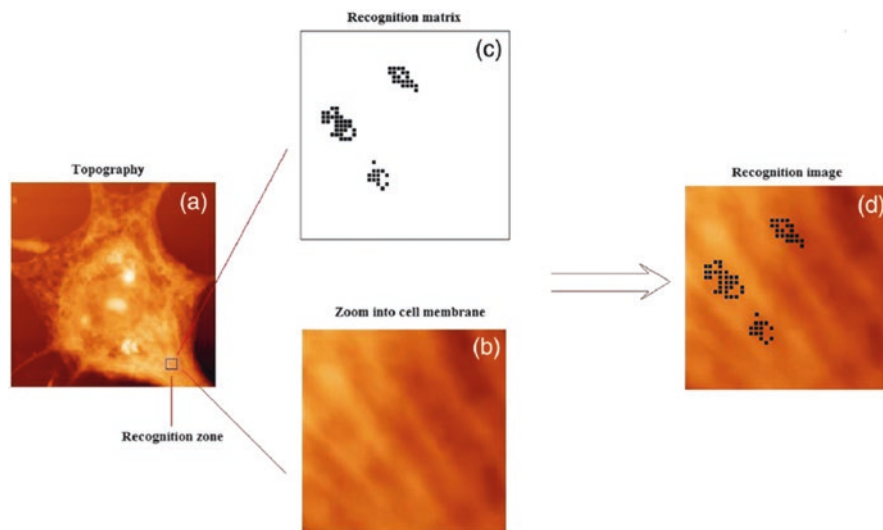 Recognition matrix
(c)
Topography
(a)
Recognition zone
Zoom into cell membrane
(b)
Recognition image
(d)